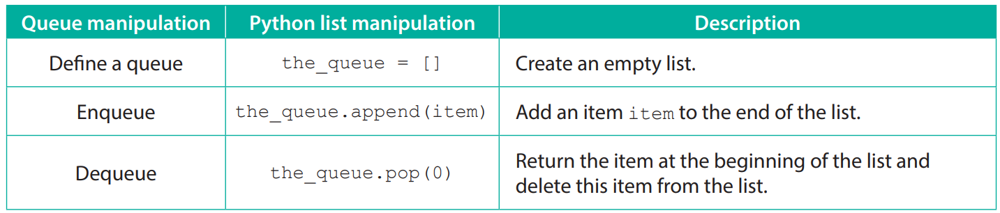 Queue manipulation Python list manipulation Description
Define a queue the_queue = [] Create an empty list.
Enqueue the_queue.append(item) Add an item item to the end of the list.
Dequeue the_queue.pop(0) Return the item at the beginning of the list and
delete this item from the list.